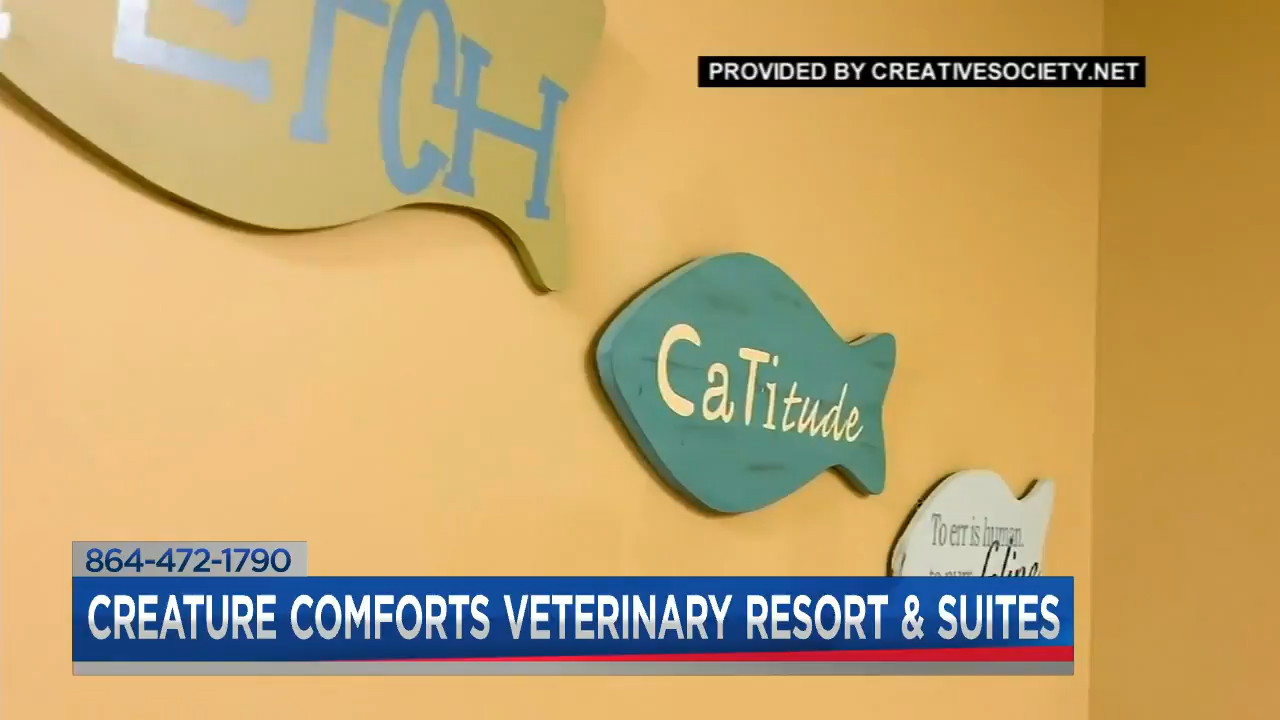 PROVIDED BY CREATIVESOCIETY.NET
ETCH
CaTitude
To err is human.
feline
864-472-1790
CREATURE COMFORTS VETERINARY RESORT & SUITES